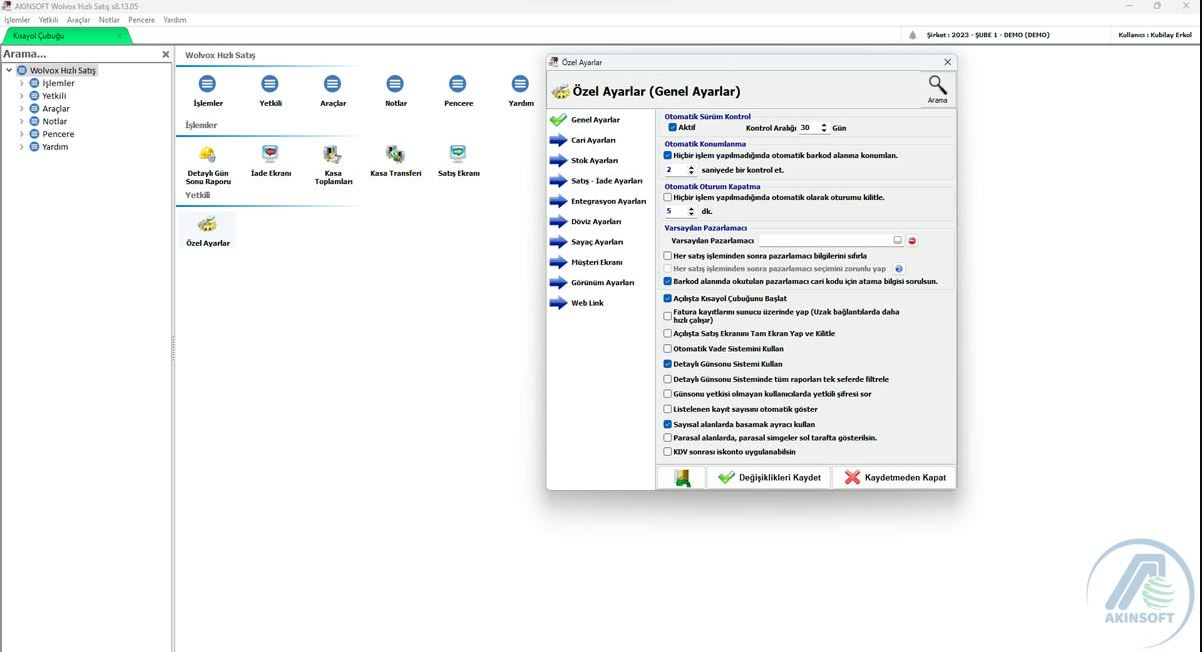 AKINSOFT Wolvox Hızlı Satış s8.13.05
İşlemler Yetkili Araçlar Notlar Pencere Yardım
Kısayol Çubuğu
Şirket : 2023 - ŞUBE 1 - DEMO (DEMO)
Kullanıcı : Kubilay Erkol
Arama...
Wolvox Hızlı Satış
İşlemler
Yetkili
Araçlar
Notlar
Pencere
Yardım
Wolvox Hızlı Satış
İşlemler Yetkili Araçlar Notlar Pencere Yardım
İşlemler
Detaylı Gün Sonu Raporu
İade Ekranı
Kasa Toplamları
Kasa Transferi
Satış Ekranı
Yetkili
Özel Ayarlar
Özel Ayarlar
Özel Ayarlar (Genel Ayarlar)
Arama
Genel Ayarlar
Cari Ayarları
Stok Ayarları
Satış - İade Ayarları
Entegrasyon Ayarları
Döviz Ayarları
Sayaç Ayarları
Müşteri Ekranı
Görünüm Ayarları
Web Link
Otomatik Sürüm Kontrol
Aktif Kontrol Aralığı 30 Gün
Otomatik Konumlanma
Hiçbir işlem yapılmadığında otomatik barkod alanına konumlan.
2 saniyede bir kontrol et.
Otomatik Oturum Kapatma
Hiçbir işlem yapılmadığında otomatik olarak oturumu kilitle.
5 dk.
Varsayılan Pazarlamacı
Varsayılan Pazarlamacı
Her satış işleminden sonra pazarlamacı bilgilerini sıfırla
Her satış işleminden sonra pazarlamacı seçimini zorunlu yap
Barkod alanında okutulan pazarlamacı cari kodu için atama bilgisi sorulsun.
Açılışta Kısayol Çubuğunu Başlat
Fatura kayıtlarını sunucu üzerinde yap (Uzak bağlantılarda daha
hızlı çalışır)
Açılışta Satış Ekranını Tam Ekran Yap ve Kilitle
Otomatik Vade Sistemini Kullan
Detaylı Günsonu Sistemi Kullan
Detaylı Günsonu Sisteminde tüm raporları tek seferde filtrele
Günsonu yetkisi olmayan kullanıcılarda yetkili şifresi sor
Listelenen kayıt sayısını otomatik göster
Sayısal alanlarda basamak ayracı kullan
Parasal alanlarda, parasal simgeler sol tarafta gösterilsin.
KDV sonrası iskonto uygulanabilsin
Değişiklikleri Kaydet
Kaydetmeden Kapat
AKINSOFT